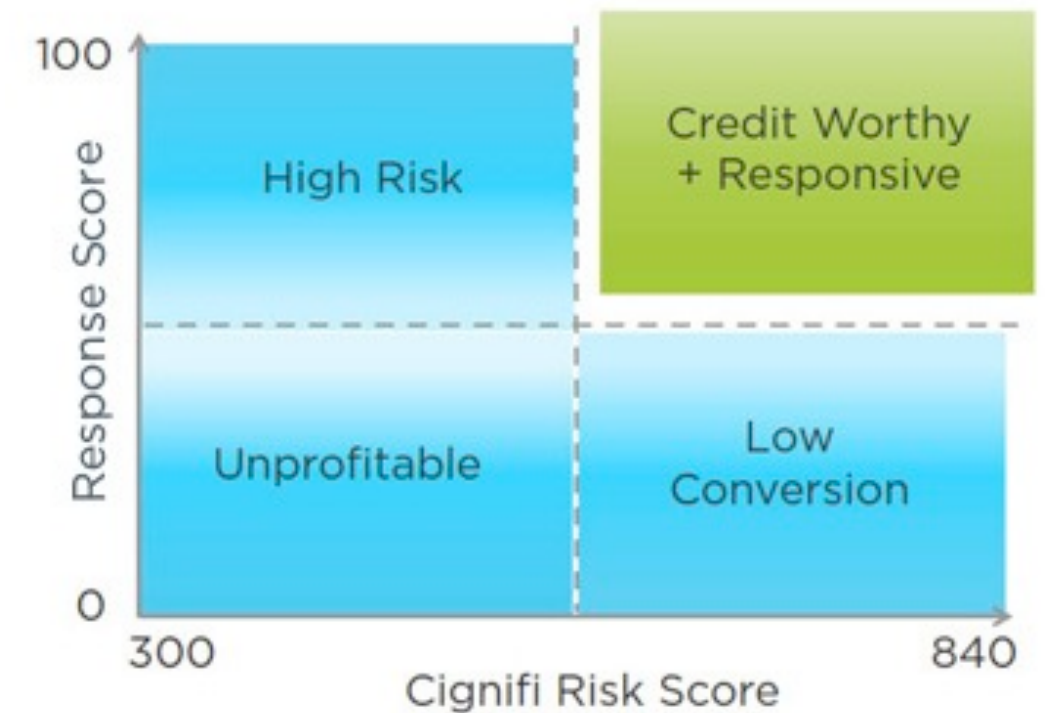 100
Response Score
High Risk
Credit Worthy
+ Responsive
Unprofitable
Low
Conversion
0
300
840
Cignifi Risk Score